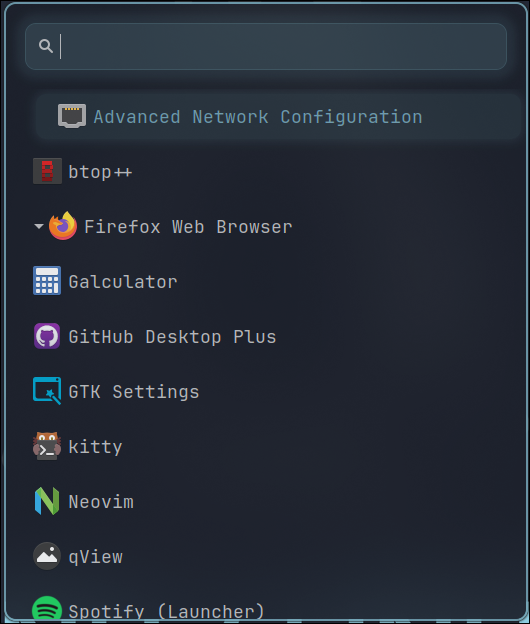 Advanced Network Configuration
btop++
Firefox Web Browser
Galculator
GitHub Desktop Plus
GTK Settings
kitty
Neovim
qView
Spotify (Launcher)